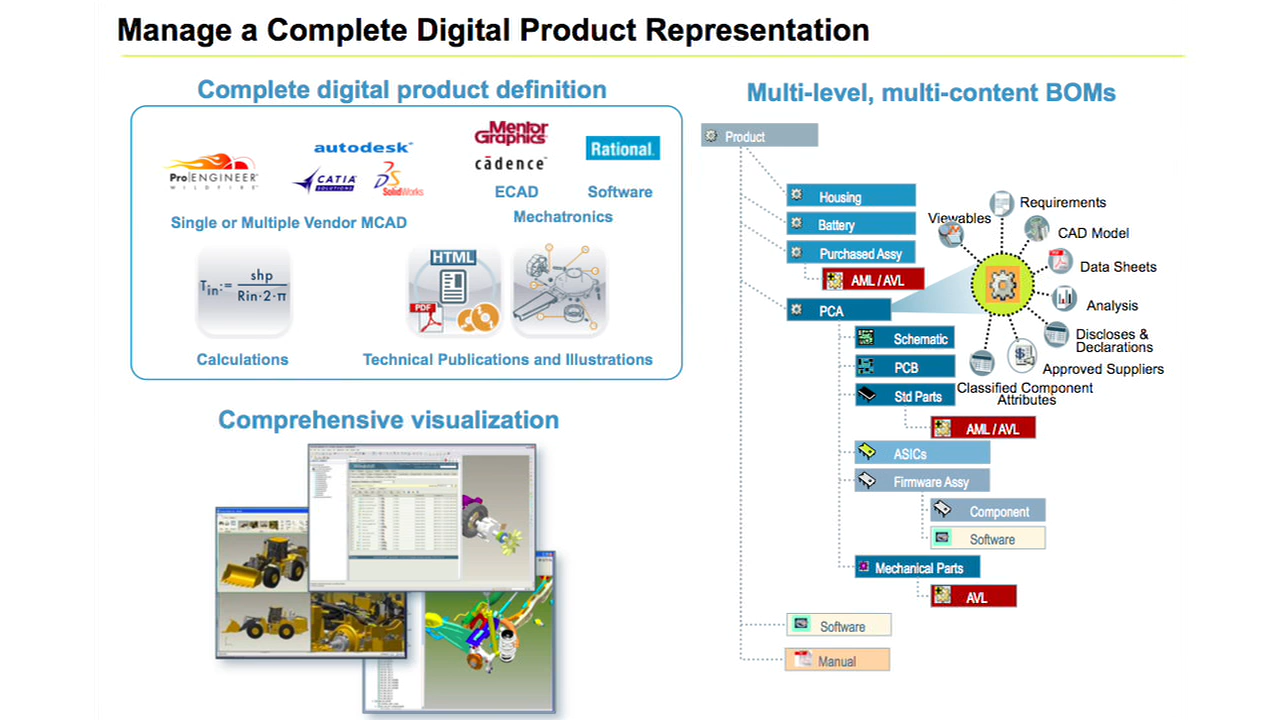 Manage a Complete Digital Product Representation
Complete digital product definition
autodesk
Pro|ENGINEER
WILDFIRE
CATIA
SOLUTIONS
DS
SolidWorks
Single or Multiple Vendor MCAD
Mentor
Graphics
cādence
ECAD
Rational
Software
Mechatronics
Tin:= shp
Rin·2·π
Calculations
HTML
PDF
Technical Publications and Illustrations
Comprehensive visualization
Multi-level, multi-content BOMs
Product
Housing
Battery
Purchased Assy
AML / AVL
PCA
Schematic
PCB
Std Parts
AML / AVL
ASICs
Firmware Assy
Component
Software
Mechanical Parts
AVL
Software
Manual
Viewables
Requirements
CAD Model
Data Sheets
Analysis
Discloses &
Declarations
Approved Suppliers
Classified Component
Attributes